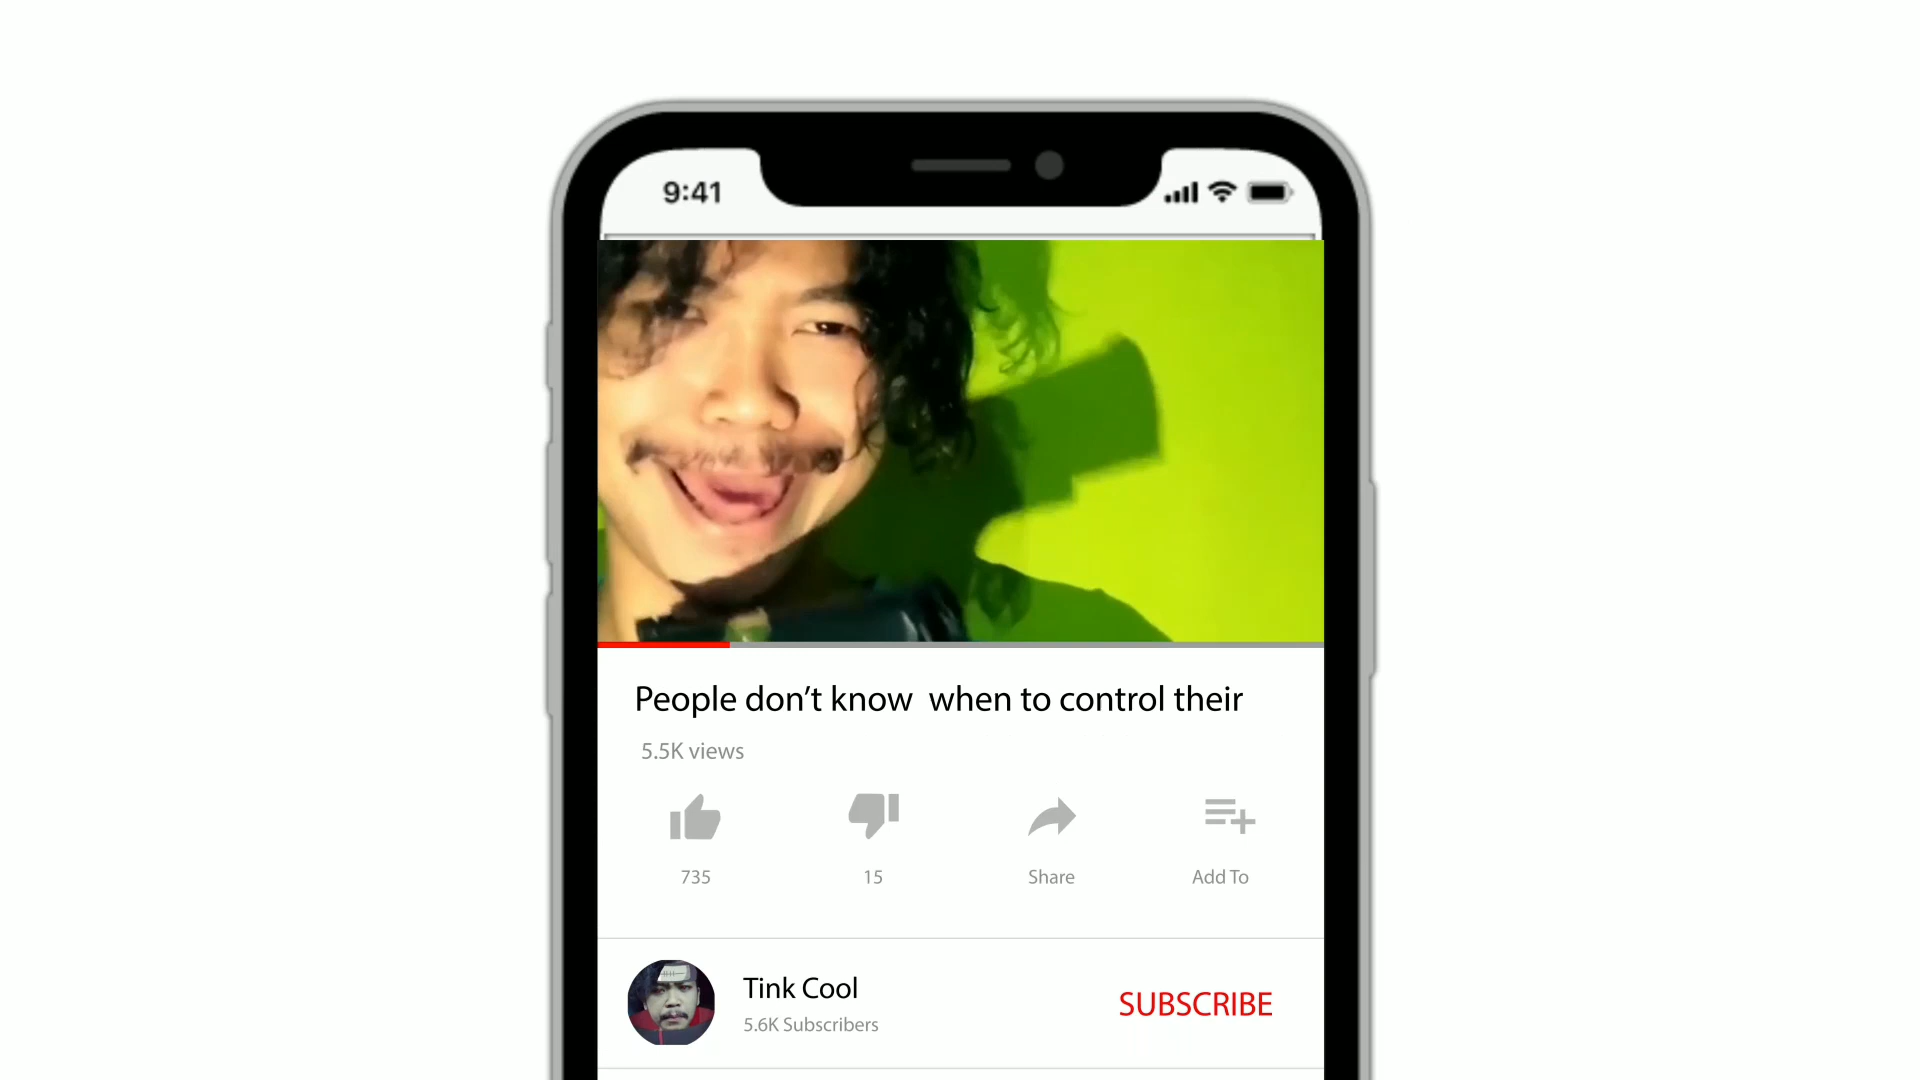 9:41
People don’t know  when to control their
5.5K views
735
15
Share
Add To
Tink Cool
5.6K Subscribers
SUBSCRIBE